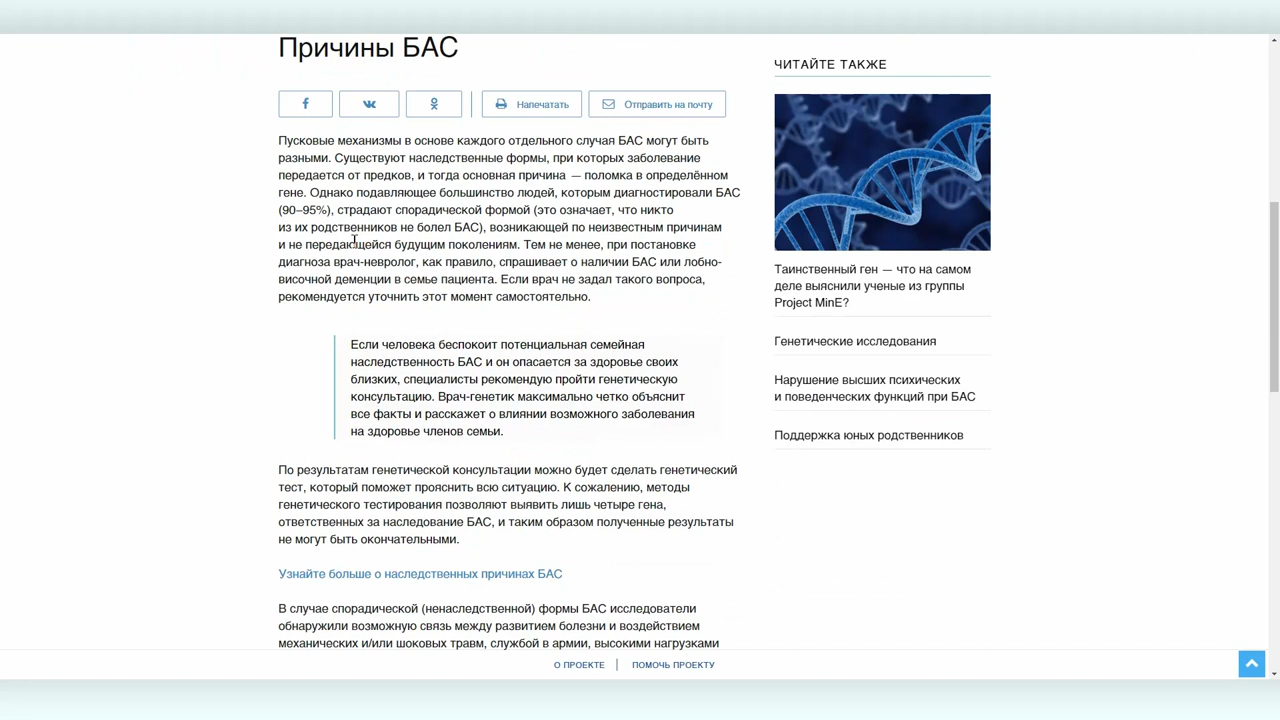 Причины БАС
Напечатать
Отправить на почту
Пусковые механизмы в основе каждого отдельного случая БАС могут быть
разными. Существуют наследственные формы, при которых заболевание
передается от предков, и тогда основная причина — поломка в определённом
гене. Однако подавляющее большинство людей, которым диагностировали БАС
(90–95%), страдают спорадической формой (это означает, что никто
из их родственников не болел БАС), возникающей по неизвестным причинам
и не передающейся будущим поколениям. Тем не менее, при постановке
диагноза врач-невролог, как правило, спрашивает о наличии БАС или лобно-
височной деменции в семье пациента. Если врач не задал такого вопроса,
рекомендуется уточнить этот момент самостоятельно.
Если человека беспокоит потенциальная семейная
наследственность БАС и он опасается за здоровье своих
близких, специалисты рекомендую пройти генетическую
консультацию. Врач-генетик максимально четко объяснит
все факты и расскажет о влиянии возможного заболевания
на здоровье членов семьи.
По результатам генетической консультации можно будет сделать генетический
тест, который поможет прояснить всю ситуацию. К сожалению, методы
генетического тестирования позволяют выявить лишь четыре гена,
ответственных за наследование БАС, и таким образом полученные результаты
не могут быть окончательными.
Узнайте больше о наследственных причинах БАС
В случае спорадической (ненаследственной) формы БАС исследователи
обнаружили возможную связь между развитием болезни и воздействием
механических и/или шоковых травм, службой в армии, высокими нагрузками
ЧИТАЙТЕ ТАКЖЕ
Таинственный ген — что на самом
деле выяснили ученые из группы
Project MinE?
Генетические исследования
Нарушение высших психических
и поведенческих функций при БАС
Поддержка юных родственников
О ПРОЕКТЕ
ПОМОЧЬ ПРОЕКТУ